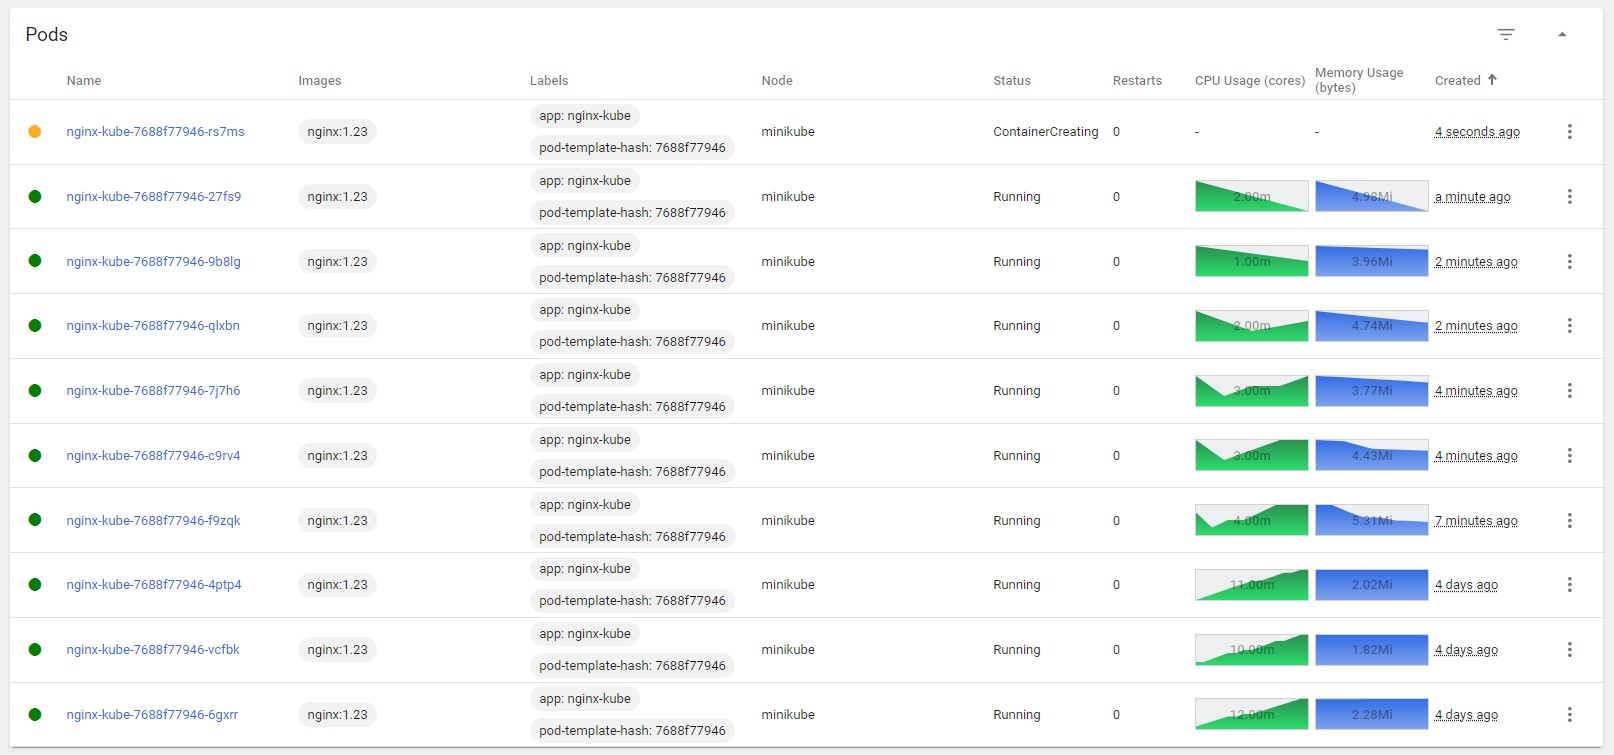 Pods
Name Images Labels Node Status Restarts CPU Usage (cores) Memory Usage (bytes) Created
nginx-kube-7688f77946-rs7ms nginx:1.23 app: nginx-kube pod-template-hash: 7688f77946 minikube ContainerCreating 0 - - 4 seconds ago
nginx-kube-7688f77946-27fs9 nginx:1.23 app: nginx-kube pod-template-hash: 7688f77946 minikube Running 0 2.00m 4.98Mi a minute ago
nginx-kube-7688f77946-9b8lg nginx:1.23 app: nginx-kube pod-template-hash: 7688f77946 minikube Running 0 1.00m 3.96Mi 2 minutes ago
nginx-kube-7688f77946-qlxbn nginx:1.23 app: nginx-kube pod-template-hash: 7688f77946 minikube Running 0 2.00m 4.74Mi 2 minutes ago
nginx-kube-7688f77946-7j7h6 nginx:1.23 app: nginx-kube pod-template-hash: 7688f77946 minikube Running 0 3.00m 3.77Mi 4 minutes ago
nginx-kube-7688f77946-c9rv4 nginx:1.23 app: nginx-kube pod-template-hash: 7688f77946 minikube Running 0 3.00m 4.43Mi 4 minutes ago
nginx-kube-7688f77946-f9zqk nginx:1.23 app: nginx-kube pod-template-hash: 7688f77946 minikube Running 0 4.00m 5.31Mi 7 minutes ago
nginx-kube-7688f77946-4ptp4 nginx:1.23 app: nginx-kube pod-template-hash: 7688f77946 minikube Running 0 11.00m 2.02Mi 4 days ago
nginx-kube-7688f77946-vcfbk nginx:1.23 app: nginx-kube pod-template-hash: 7688f77946 minikube Running 0 10.00m 1.82Mi 4 days ago
nginx-kube-7688f77946-6gxrr nginx:1.23 app: nginx-kube pod-template-hash: 7688f77946 minikube Running 0 12.00m 2.28Mi 4 days ago